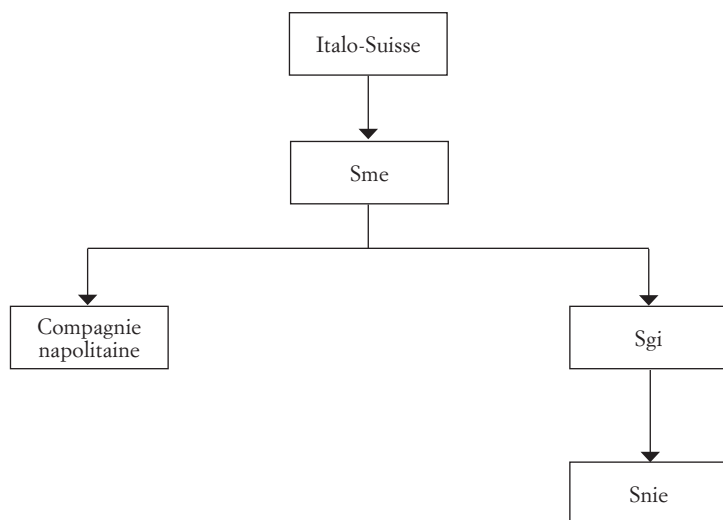 Italo-Suisse
Sme
Compagnie
napolitaine
Sgi
Snie